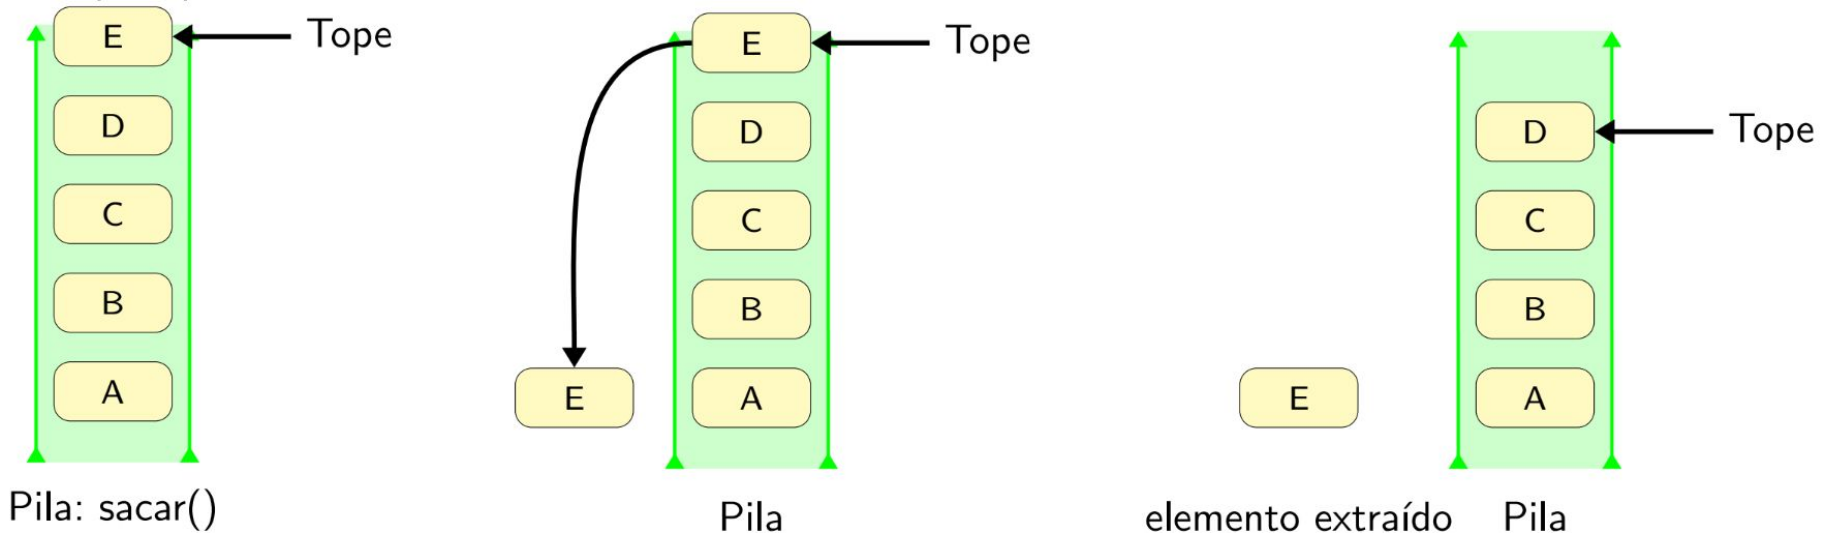 E
Tope
D
C
B
A
Pila: sacar()
E
Tope
D
C
B
E
A
Pila
D
Tope
C
B
E
A
elemento extraído
Pila